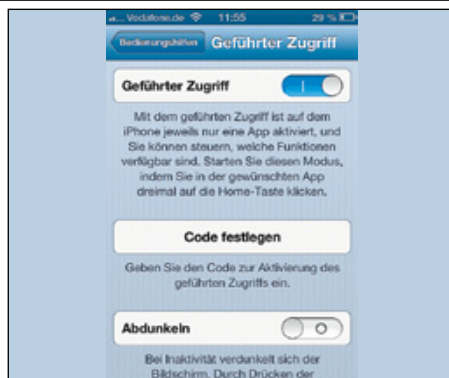 Vodafone.de 11:55 29 %
Bedienungshilfen Geführter Zugriff
Geführter Zugriff
Mit dem geführten Zugriff ist auf dem
iPhone jeweils nur eine App aktiviert, und
Sie können steuern, welche Funktionen
verfügbar sind. Starten Sie diesen Modus,
indem Sie in der gewünschten App
dreimal auf die Home-Taste klicken.
Code festlegen
Geben Sie den Code zur Aktivierung des
geführten Zugriffs ein.
Abdunkeln
Bei Inaktivität verdunkelt sich der
Bildschirm. Durch Drücken der